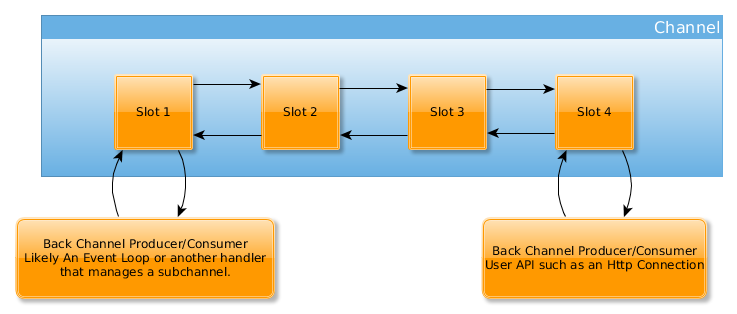 Channel
Slot 1
Slot 2
Slot 3
Slot 4
Back Channel Producer/Consumer
Likely An Event Loop or another handler
that manages a subchannel.
Back Channel Producer/Consumer
User API such as an Http Connection